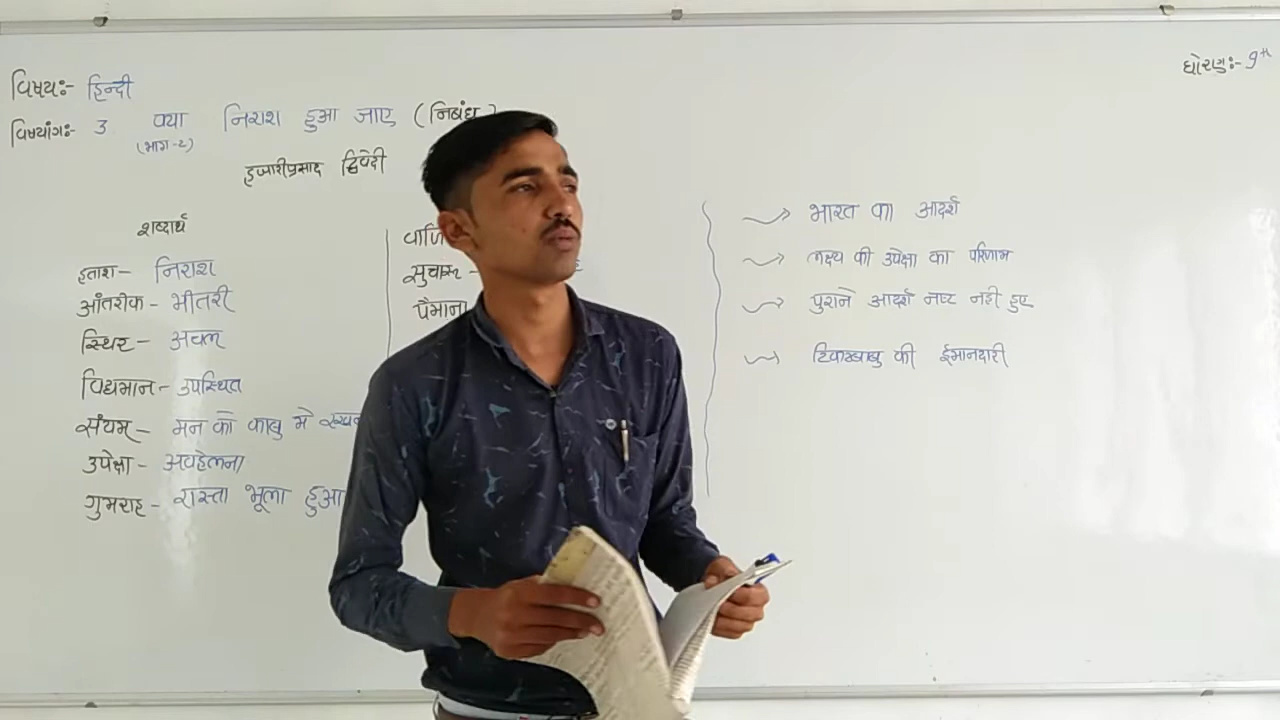 धोरण:- 9th
विषय:- हिन्दी
विषयांग:- 3. क्या निराश हुआ जाए (निबंध)
(भाग-2)
हजारीप्रसाद द्विवेदी
शब्दार्थ
हताश - निराश
आंतरीक - भीतरी
स्थिर - अचल
विद्यमान - उपस्थित
संयम - मन को काबु मे रखन
उपेक्षा - अवहेलना
गुमराह - रास्ता भूला हुआ
वाजि
सुचारू -
पैमाना
भारत का आदर्श
लक्ष्य की उपेक्षा का परिणाम
पुराने आदर्श नष्ट नही हुए
टिकटबाबु की ईमानदारी